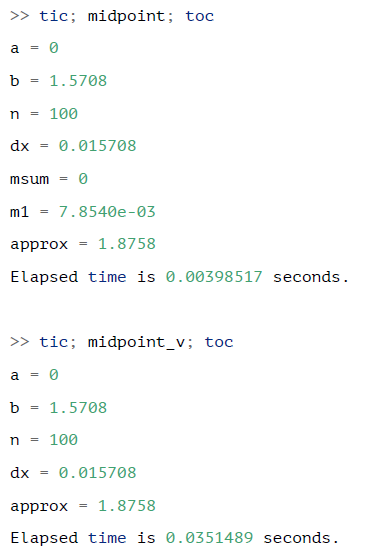 >> tic; midpoint; toc
a = 0
b = 1.5708
n = 100
dx = 0.015708
msum = 0
m1 = 7.8540e-03
approx = 1.8758
Elapsed time is 0.00398517 seconds.
>> tic; midpoint_v; toc
a = 0
b = 1.5708
n = 100
dx = 0.015708
approx = 1.8758
Elapsed time is 0.0351489 seconds.